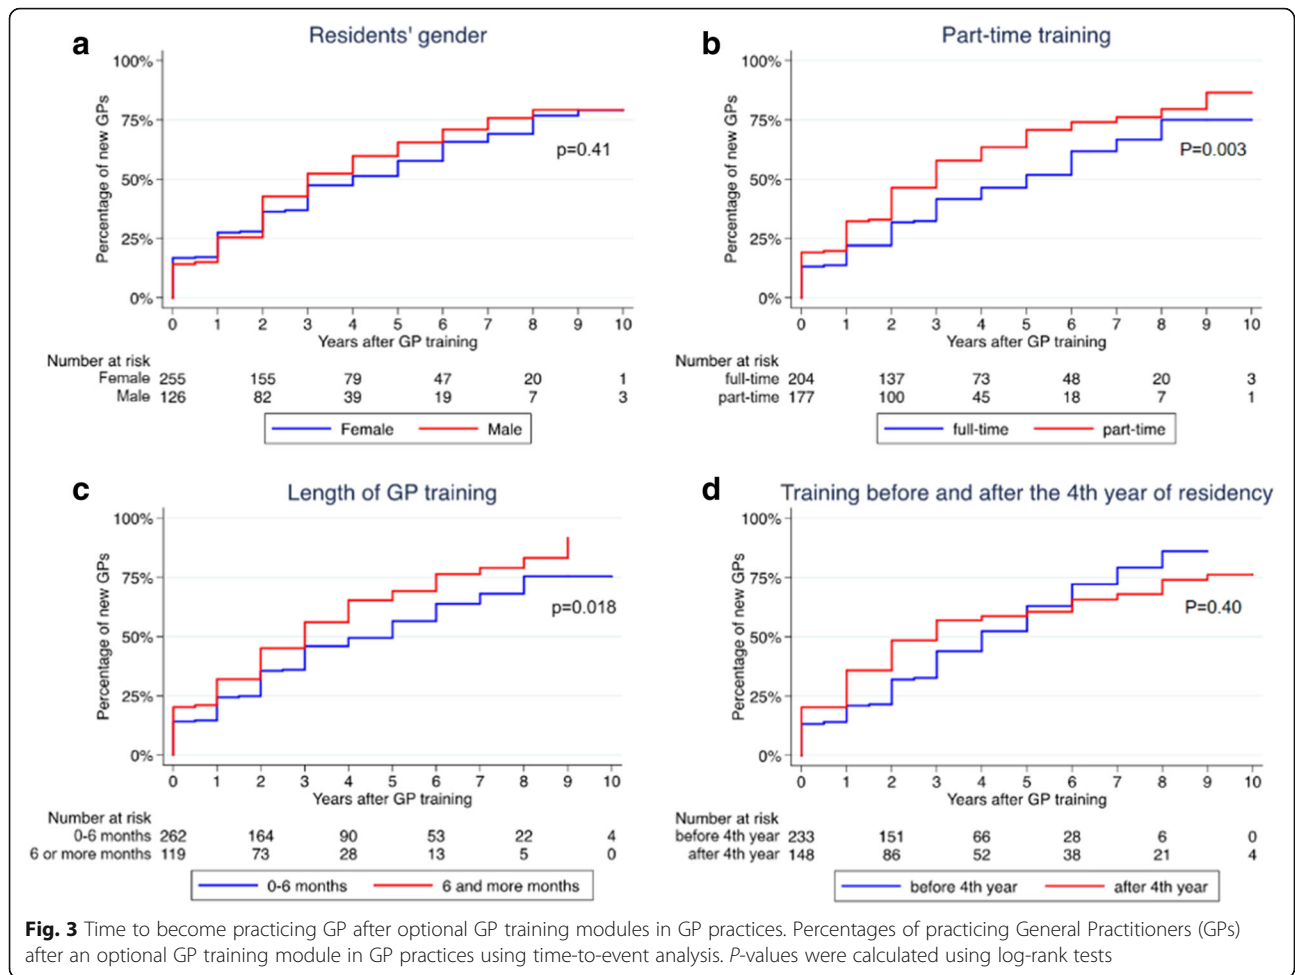 a Residents' gender
Percentage of new GPs
100%
75%
50%
25%
0%
p=0.41
0 1 2 3 4 5 6 7 8 9 10
Years after GP training
Number at risk
Female 255 155 79 47 20 1
Male 126 82 39 19 7 3
Female Male
b Part-time training
Percentage of new GPs
100%
75%
50%
25%
0%
P=0.003
0 1 2 3 4 5 6 7 8 9 10
Years after GP training
Number at risk
full-time 204 137 73 48 20 3
part-time 177 100 45 18 7 1
full-time part-time
c Length of GP training
Percentage of new GPs
100%
75%
50%
25%
0%
p=0.018
0 1 2 3 4 5 6 7 8 9 10
Years after GP training
Number at risk
0-6 months 262 164 90 53 22 4
6 or more months 119 73 28 13 5 0
0-6 months 6 and more months
d Training before and after the 4th year of residency
Percentage of new GPs
100%
75%
50%
25%
0%
P=0.40
0 1 2 3 4 5 6 7 8 9 10
Years after GP training
Number at risk
before 4th year 233 151 66 28 6 0
after 4th year 148 86 52 38 21 4
before 4th year after 4th year
Fig. 3 Time to become practicing GP after optional GP training modules in GP practices. Percentages of practicing General Practitioners (GPs)
after an optional GP training module in GP practices using time-to-event analysis. P-values were calculated using log-rank tests